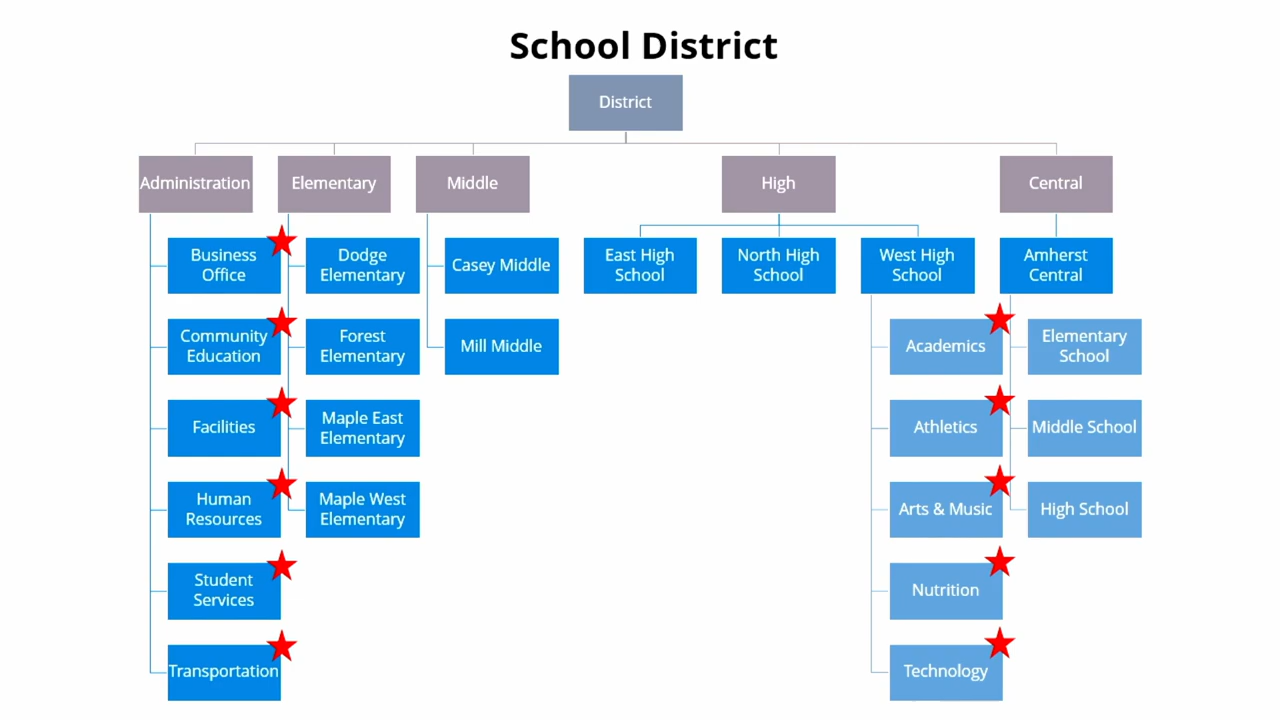 School District
District
Administration
Elementary
Middle
High
Central
Business
Office
Dodge
Elementary
Casey Middle
East High
School
North High
School
West High
School
Amherst
Central
Community
Education
Forest
Elementary
Mill Middle
Academics
Elementary
School
Facilities
Maple East
Elementary
Athletics
Middle School
Human
Resources
Maple West
Elementary
Arts & Music
High School
Student
Services
Nutrition
Transportation
Technology